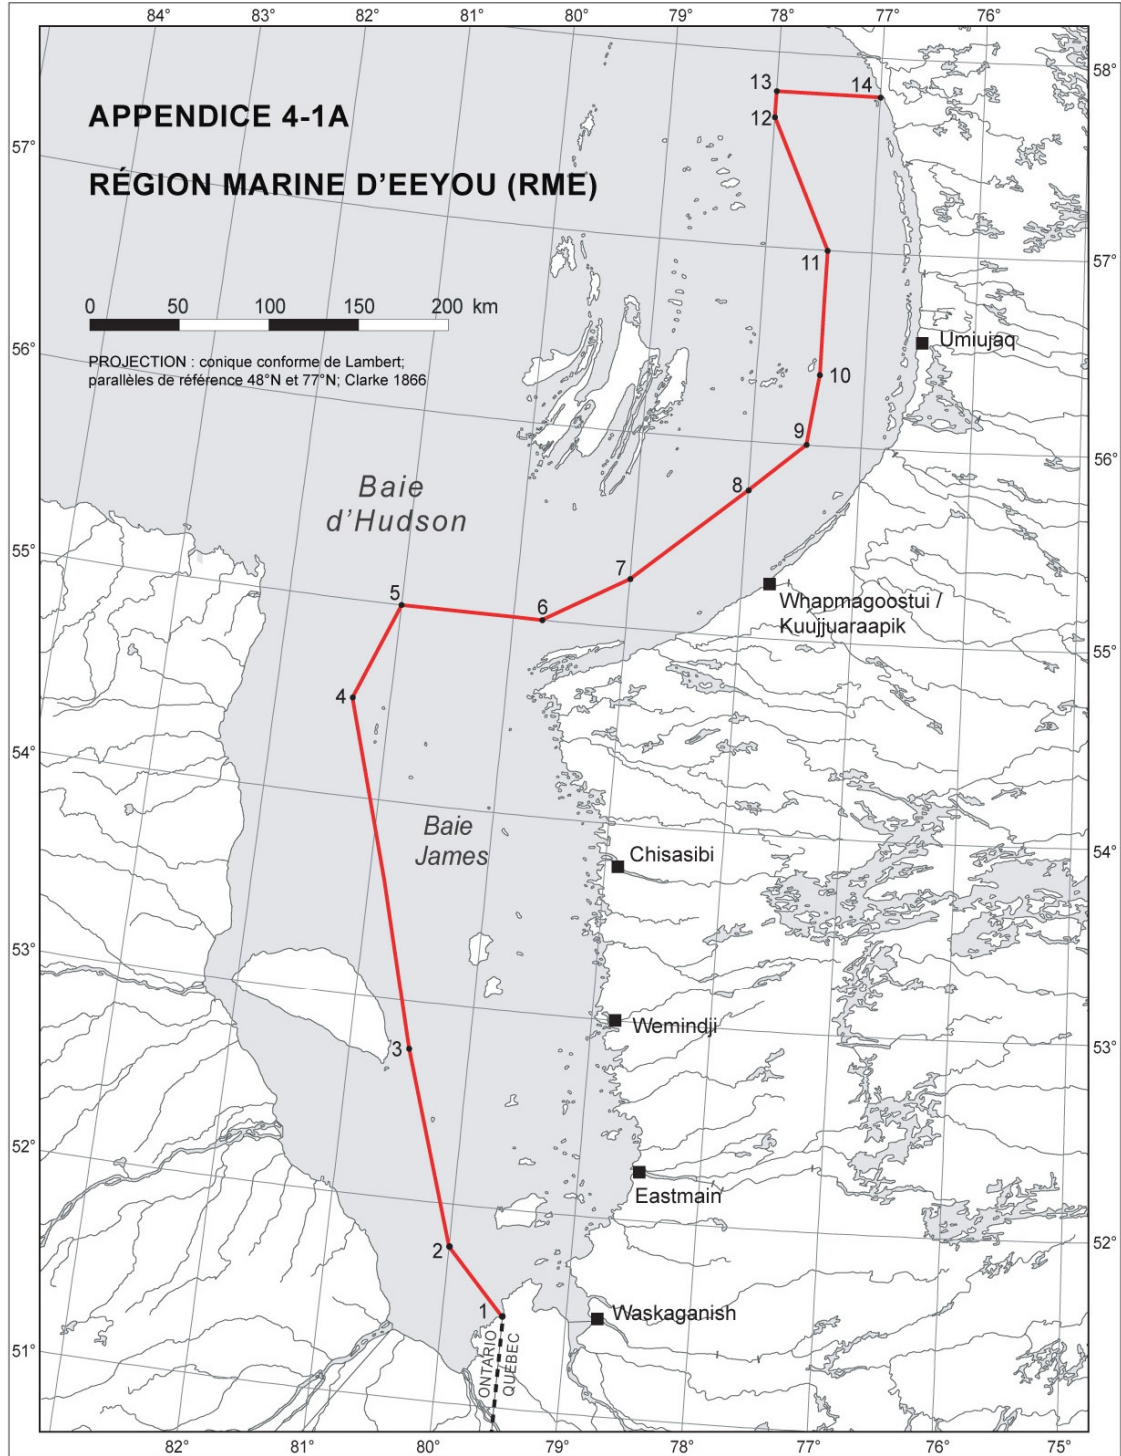 84° 83° 82° 81° 80° 79° 78° 77° 76°
APPENDICE 4-1A
RÉGION MARINE D'EEYOU (RME)
0 50 100 150 200 km
PROJECTION : conique conforme de Lambert;
parallèles de référence 48°N et 77°N; Clarke 1866
13
14
12
58°
57°
11
57°
Umiujaq
56°
10
9
56°
8
Baie
d'Hudson
55°
7
5
6
Whapmagoostui /
Kuujjuaraapik
55°
4
54°
Baie
James
54°
Chisasibi
53°
Wemindji
3
53°
52°
Eastmain
2
52°
1
Waskaganish
51°
ONTARIO
QUÉBEC
82° 81° 80° 79° 78° 77° 76° 75°